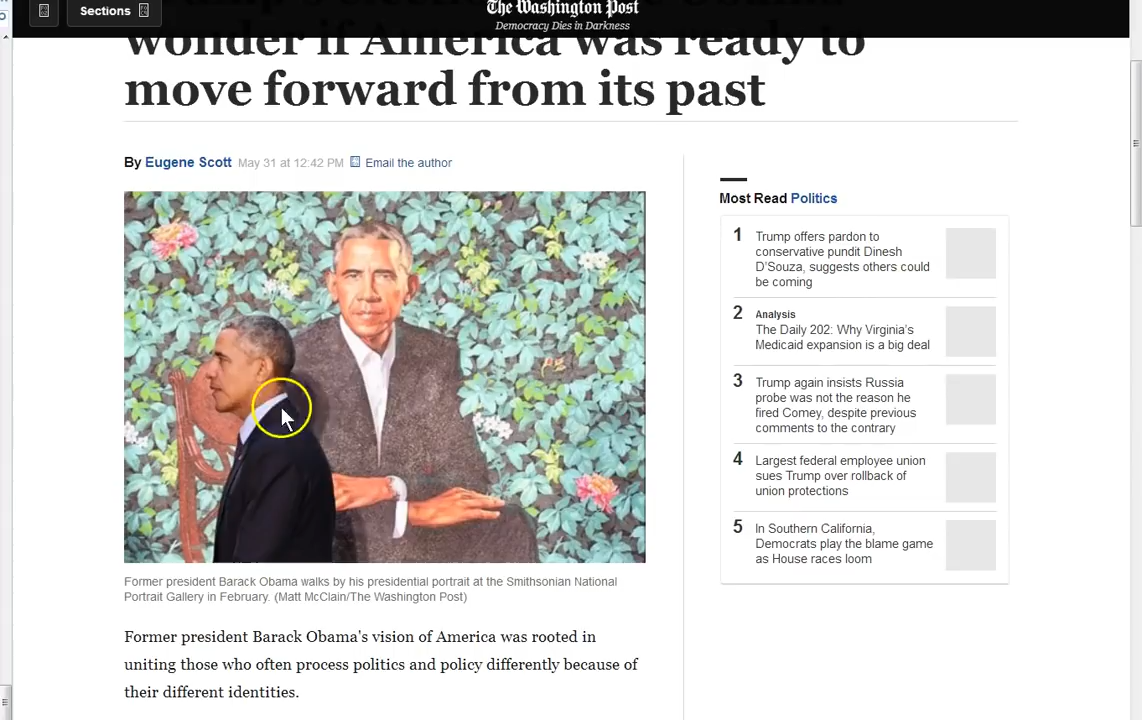 Sections
The Washington Post
Democracy Dies in Darkness
wonder if America was ready to
move forward from its past
By Eugene Scott May 31 at 12:42 PM Email the author
Former president Barack Obama walks by his presidential portrait at the Smithsonian National
Portrait Gallery in February. (Matt McClain/The Washington Post)
Former president Barack Obama's vision of America was rooted in
uniting those who often process politics and policy differently because of
their different identities.
Most Read Politics
1
Trump offers pardon to
conservative pundit Dinesh
D'Souza, suggests others could
be coming
2
Analysis
The Daily 202: Why Virginia's
Medicaid expansion is a big deal
3
Trump again insists Russia
probe was not the reason he
fired Comey, despite previous
comments to the contrary
4
Largest federal employee union
sues Trump over rollback of
union protections
5
In Southern California,
Democrats play the blame game
as House races loom